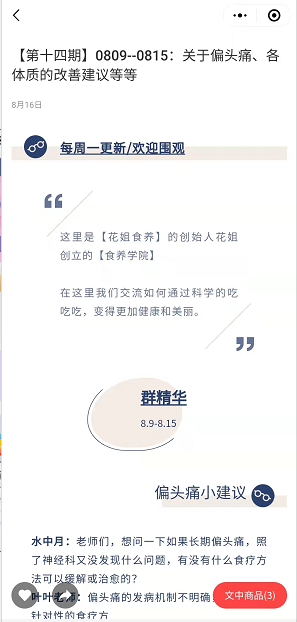 【第十四期】0809--0815：关于偏头痛、各
体质的改善建议等等
8月16日
每周一更新/欢迎围观
这里是【花姐食养】的创始人花姐
创立的【食养学院】
在这里我们交流如何通过科学的吃
吃吃，变得更加健康和美丽。
群精华
8.9-8.15
偏头痛小建议
水中月：老师们，想问一下如果长期偏头痛，照
了神经科又没发现什么问题，有没有什么食疗方
法可以缓解或治愈的？
叶叶老师：偏头痛的发病机制不明确
针对性的食疗方
文中商品(3)